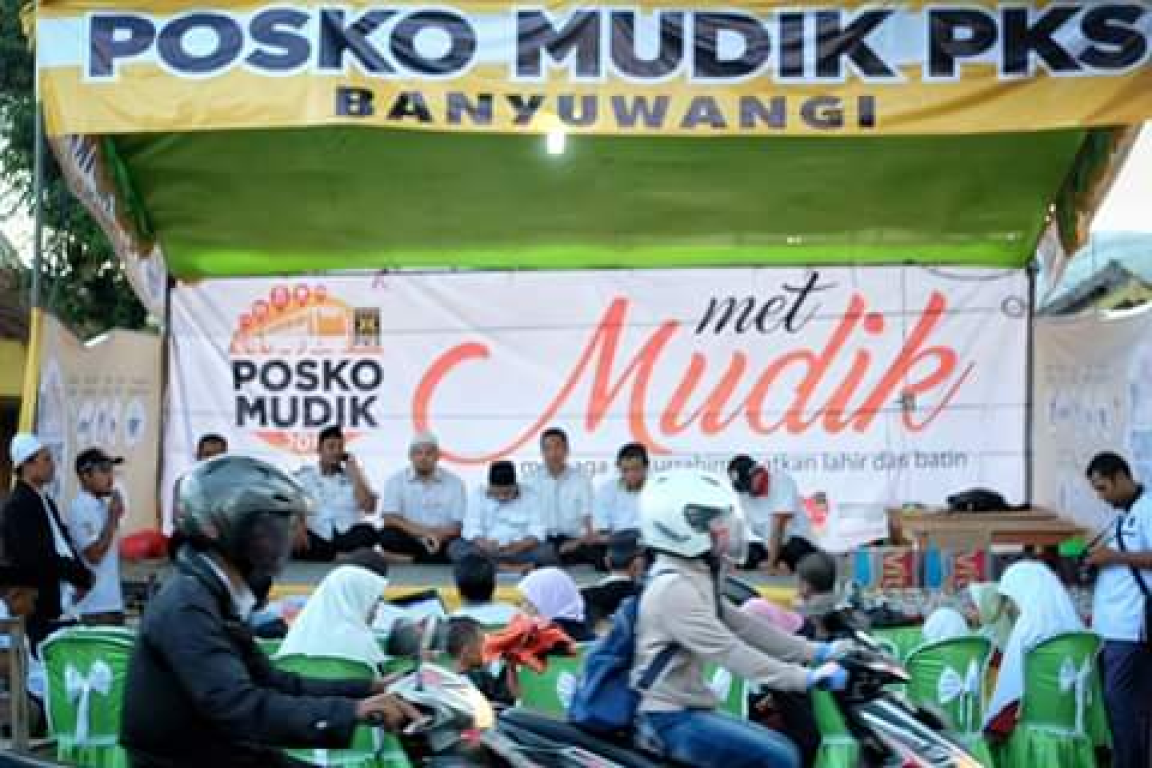 POSKO MUDIK PKS
BANYUWANGI
POSKO
MUDIK
met
Mudik
lahir dan batin